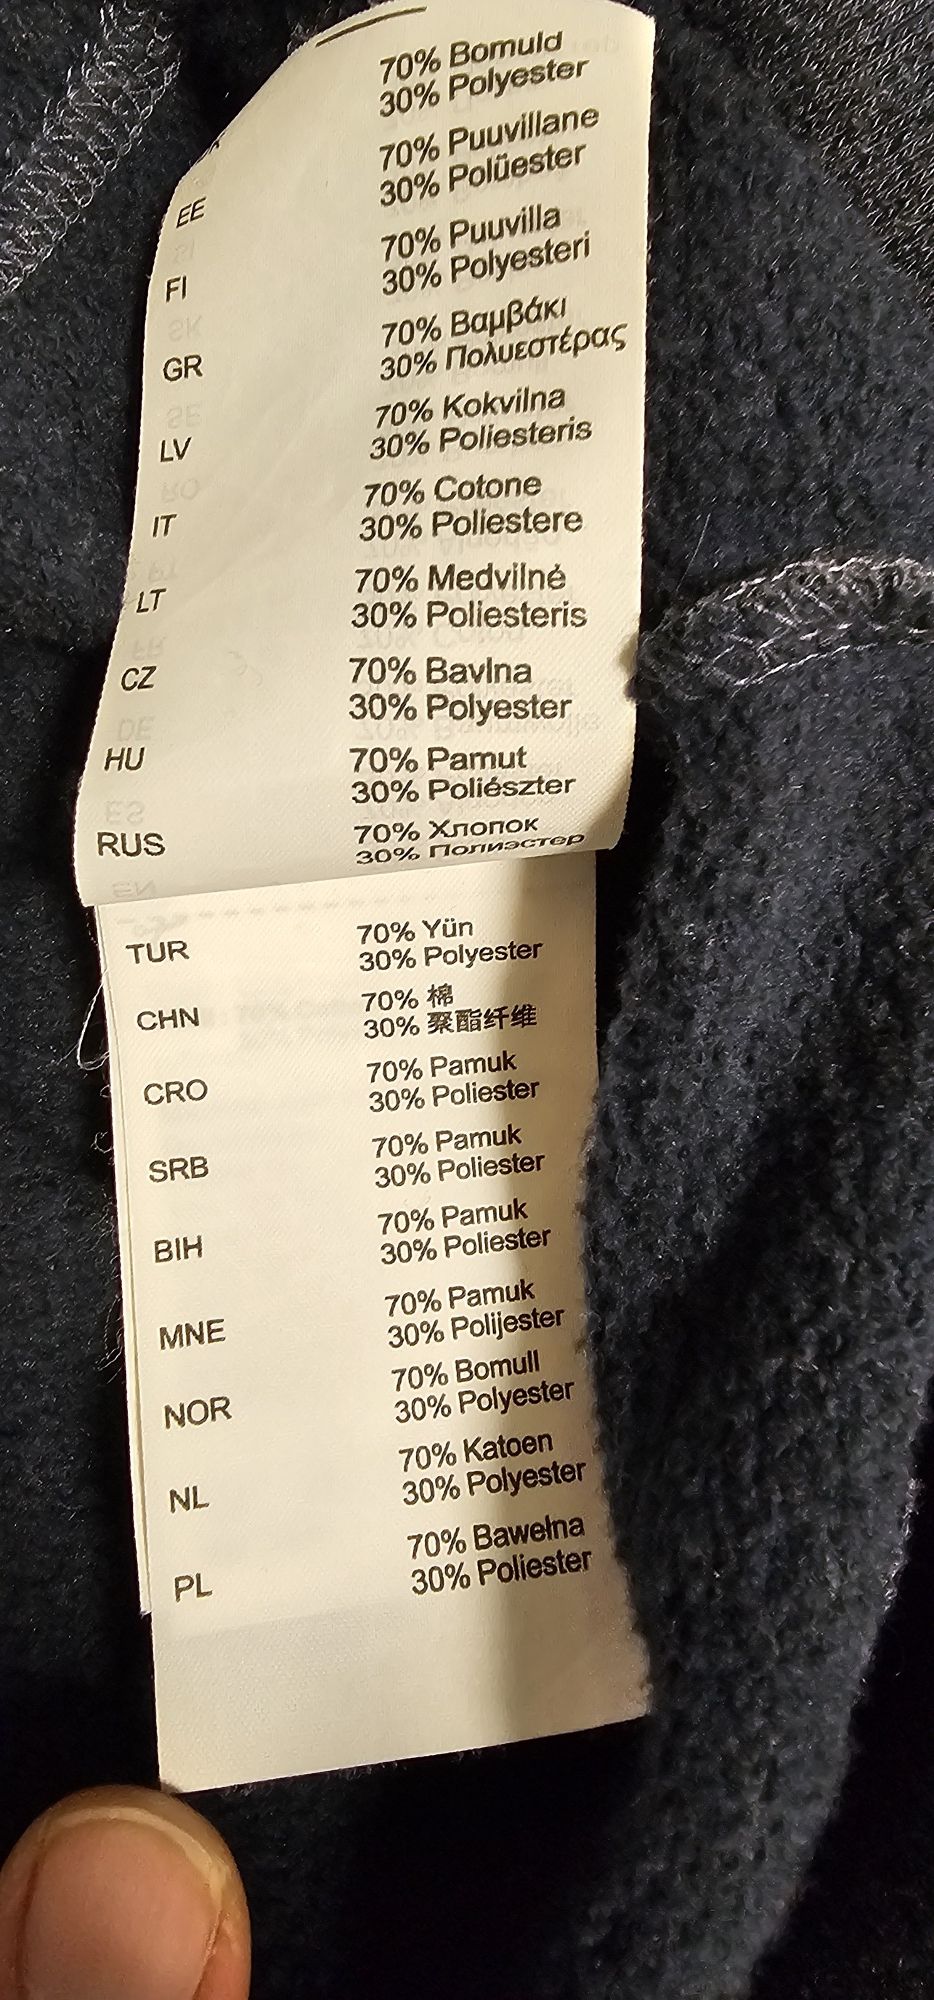 70% Bomuld
30% Polyester
EE 70% Puuvillane
30% Polüester
FI 70% Puuvilla
30% Polyesteri
GR 70% Βαμβάκι
30% Πολυεστέρας
LV 70% Kokvilna
30% Poliesteris
IT 70% Cotone
30% Poliestere
LT 70% Medvilnė
30% Poliesteris
CZ 70% Bavlna
30% Polyester
HU 70% Pamut
30% Poliészter
RUS 70% Хлопок
30% Полиэстер
TUR 70% Yün
30% Polyester
CHN 70% 棉
30% 聚酯纤维
CRO 70% Pamuk
30% Poliester
SRB 70% Pamuk
30% Poliester
BIH 70% Pamuk
30% Poliester
MNE 70% Pamuk
30% Polijester
NOR 70% Bomull
30% Polyester
NL 70% Katoen
30% Polyester
PL 70% Bawełna
30% Poliester